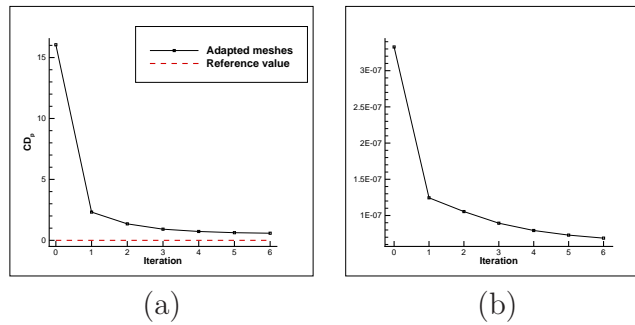 Adapted meshes
Reference value
CD_p
15
10
5
0
0 1 2 3 4 5 6
Iteration
(a)
3E-07
2.5E-07
2E-07
1.5E-07
1E-07
0 1 2 3 4 5 6
Iteration
(b)